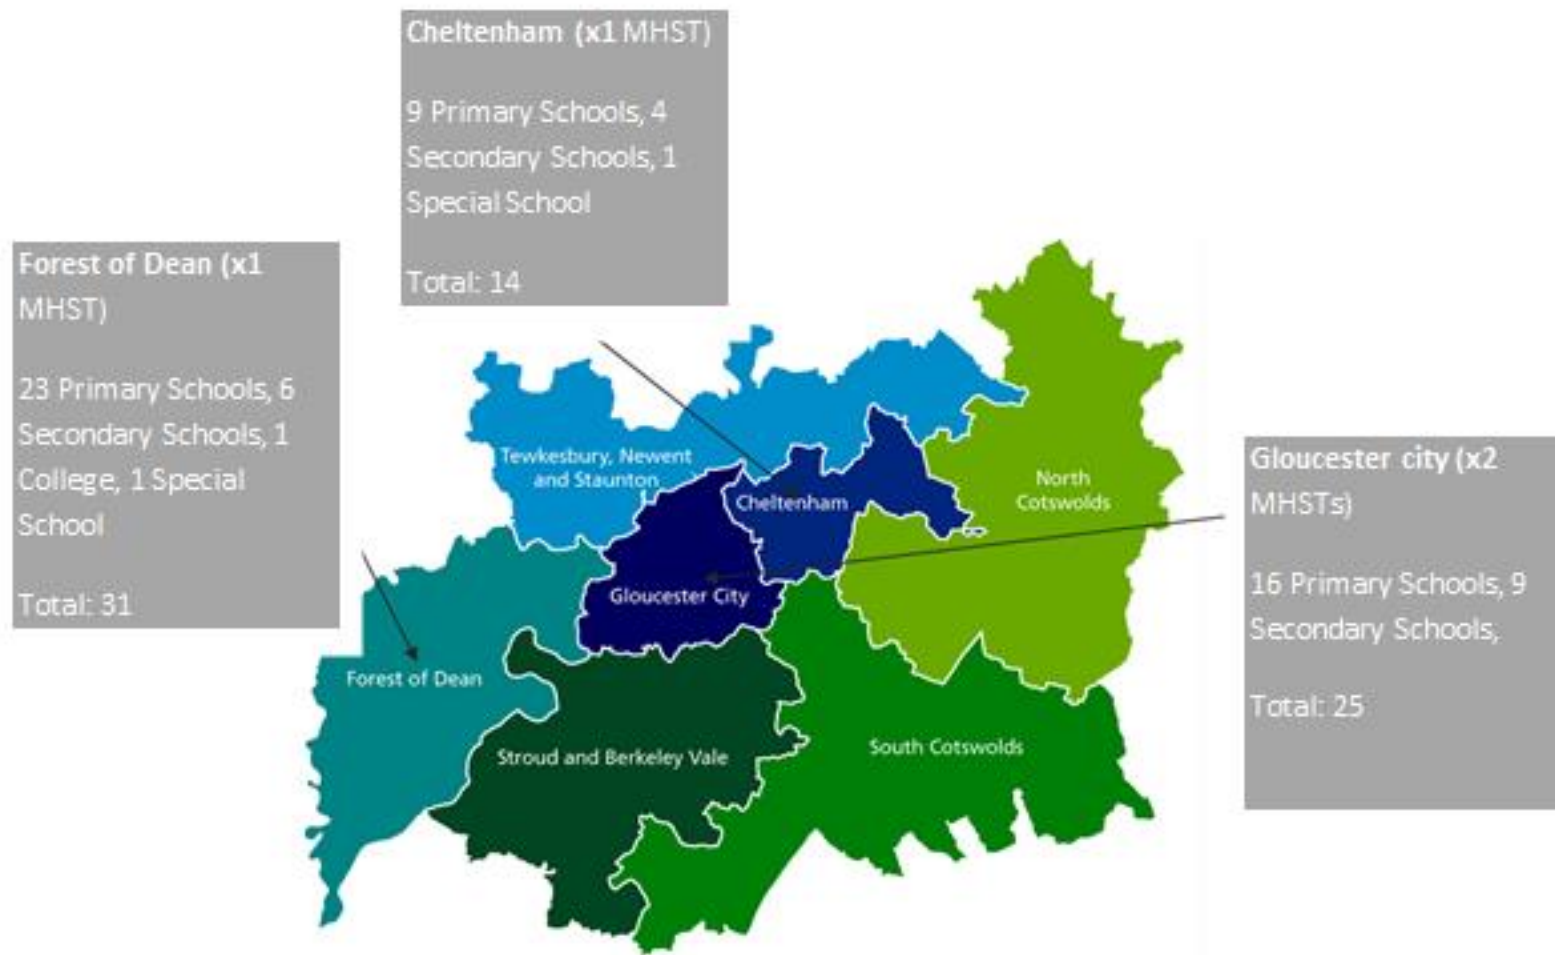 Cheltenham (x1 MHST)
9 Primary Schools, 4
Secondary Schools, 1
Special School
Total: 14
Forest of Dean (x1
MHST)
23 Primary Schools, 6
Secondary Schools, 1
College, 1 Special
School
Total: 31
Gloucester city (x2
MHSTs)
16 Primary Schools, 9
Secondary Schools,
Total: 25
Tewkesbury, Newent
and Staunton
Cheltenham
North
Cotswolds
Gloucester City
Forest of Dean
Stroud and Berkeley Vale
South Cotswolds